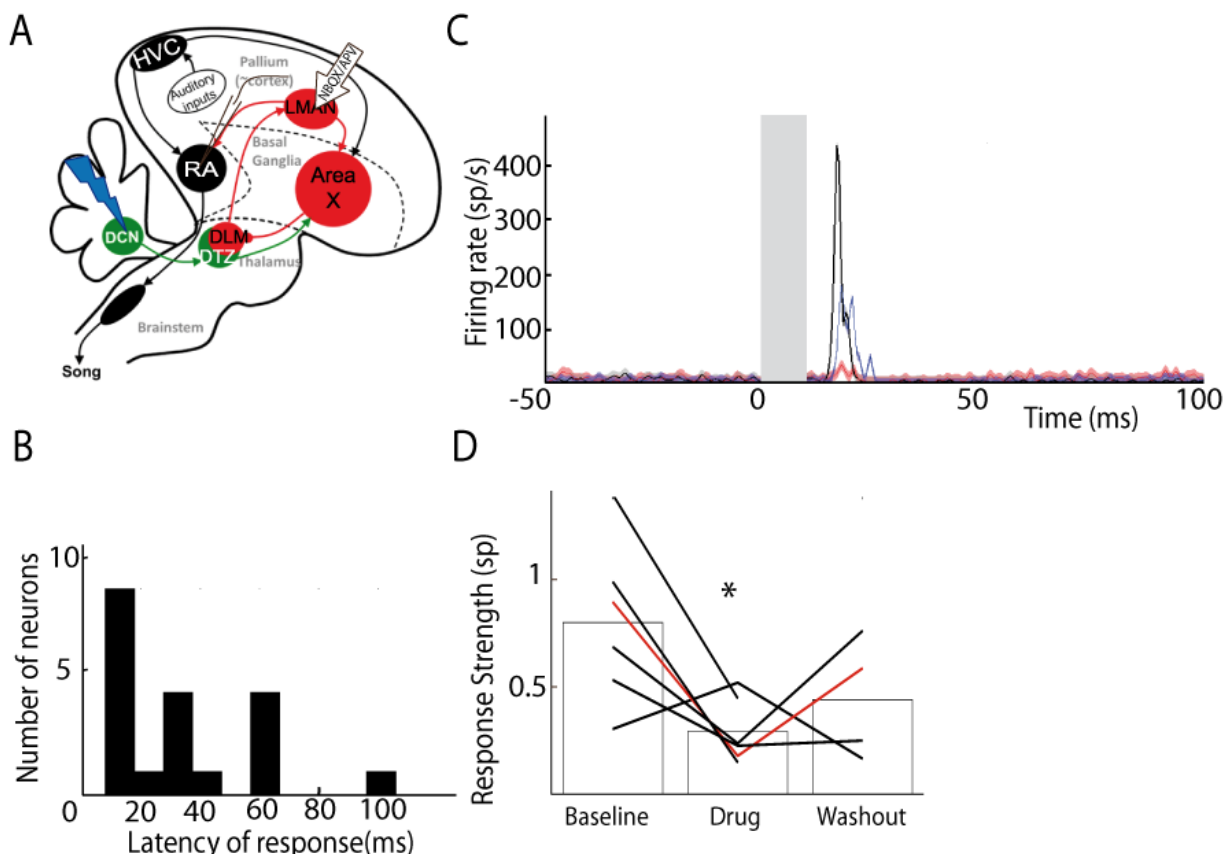 A
HVC
Auditory
inputs
Pallium
(~cortex)
NBQX/APV
LMAN
Basal
Ganglia
RA
Area
X
DCN
DLM
DTZ
Thalamus
Brainstem
Song
C
Firing rate (sp/s)
400
300
200
100
-50
0
50
100
Time (ms)
B
Number of neurons
10
5
0
20
40
60
80
100
Latency of response(ms)
D
Response Strength (sp)
1
0.5
*
Baseline
Drug
Washout